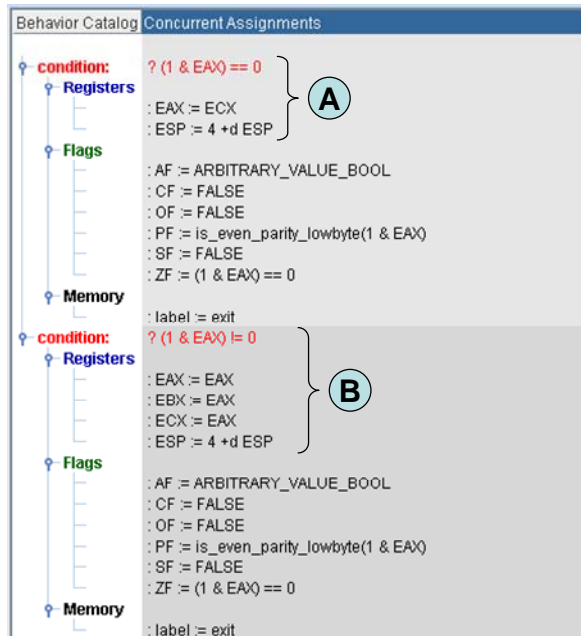 Behavior Catalog Concurrent Assignments
condition: ? (1 & EAX) == 0
Registers
: EAX := ECX
: ESP := 4 +d ESP
A
Flags
: AF := ARBITRARY_VALUE_BOOL
: CF := FALSE
: OF := FALSE
: PF := is_even_parity_lowbyte(1 & EAX)
: SF := FALSE
: ZF := (1 & EAX) == 0
Memory
: label := exit
condition: ? (1 & EAX) != 0
Registers
: EAX := EAX
: EBX := EAX
: ECX := EAX
: ESP := 4 +d ESP
B
Flags
: AF := ARBITRARY_VALUE_BOOL
: CF := FALSE
: OF := FALSE
: PF := is_even_parity_lowbyte(1 & EAX)
: SF := FALSE
: ZF := (1 & EAX) == 0
Memory
: label := exit